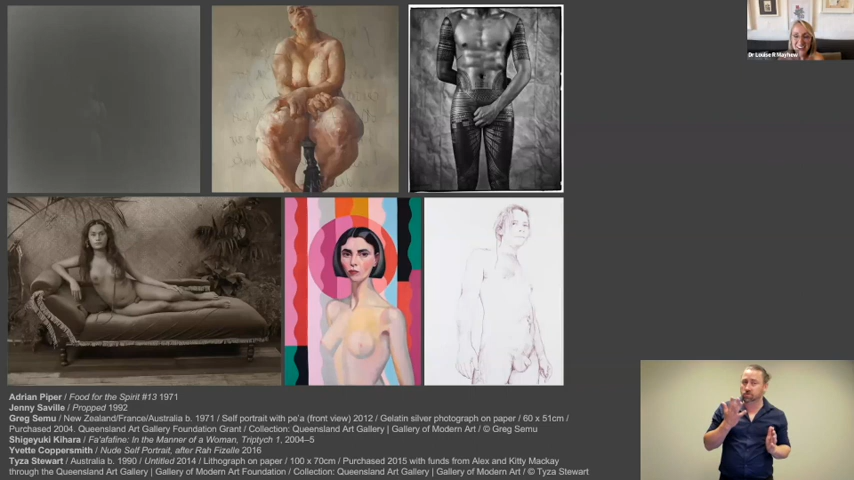 Dr Louise R Mayhew
Adrian Piper / Food for the Spirit #13 1971
Jenny Saville / Propped 1992
Greg Semu / New Zealand/France/Australia b. 1971 / Self portrait with pe'a (front view) 2012 / Gelatin silver photograph on paper / 60 x 51cm /
Purchased 2004. Queensland Art Gallery Foundation Grant / Collection: Queensland Art Gallery | Gallery of Modern Art / © Greg Semu
Shigeyuki Kihara / Fa'afafine: In the Manner of a Woman, Triptych 1, 2004–5
Yvette Coppersmith / Nude Self Portrait, after Rah Fizelle 2016
Tyza Stewart / Australia b. 1990 / Untitled 2014 / Lithograph on paper / 100 x 70cm / Purchased 2015 with funds from Alex and Kitty Mackay
through the Queensland Art Gallery | Gallery of Modern Art Foundation / Collection: Queensland Art Gallery | Gallery of Modern Art / © Tyza Stewart